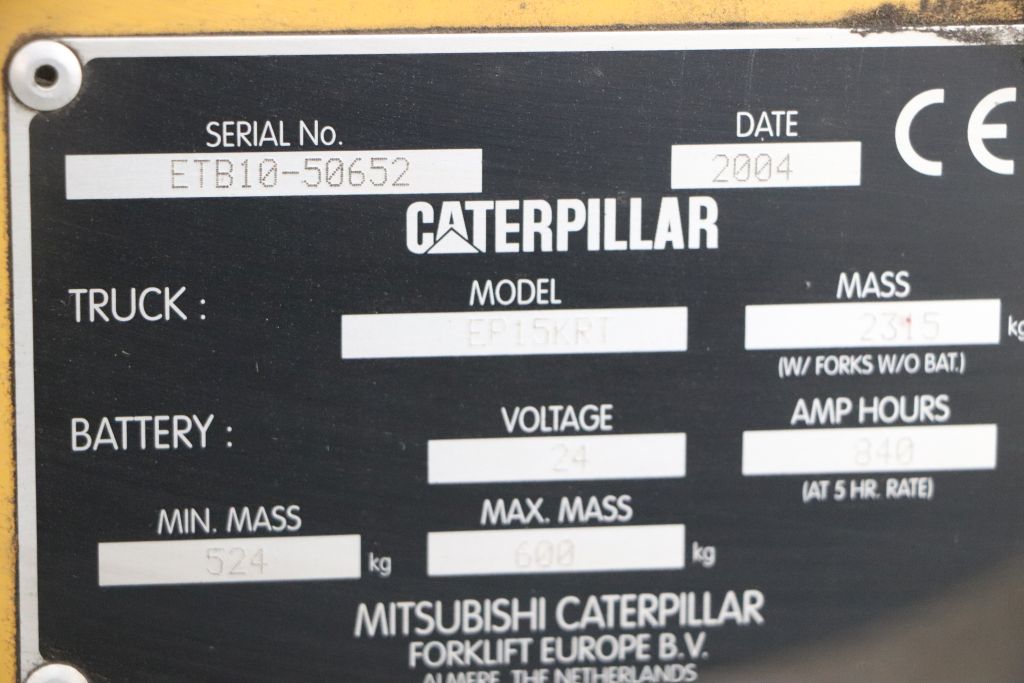 SERIAL No.
DATE
CE
ETB10-50652
2004
CATERPILLAR
TRUCK :
MODEL
MASS
EP15KRT
2315 kg
(W/ FORKS W/O BAT.)
BATTERY :
VOLTAGE
AMP HOURS
24
840
(AT 5 HR. RATE)
MIN. MASS
MAX. MASS
524 kg
600 kg
MITSUBISHI CATERPILLAR
FORKLIFT EUROPE B.V.
ALMERE, THE NETHERLANDS